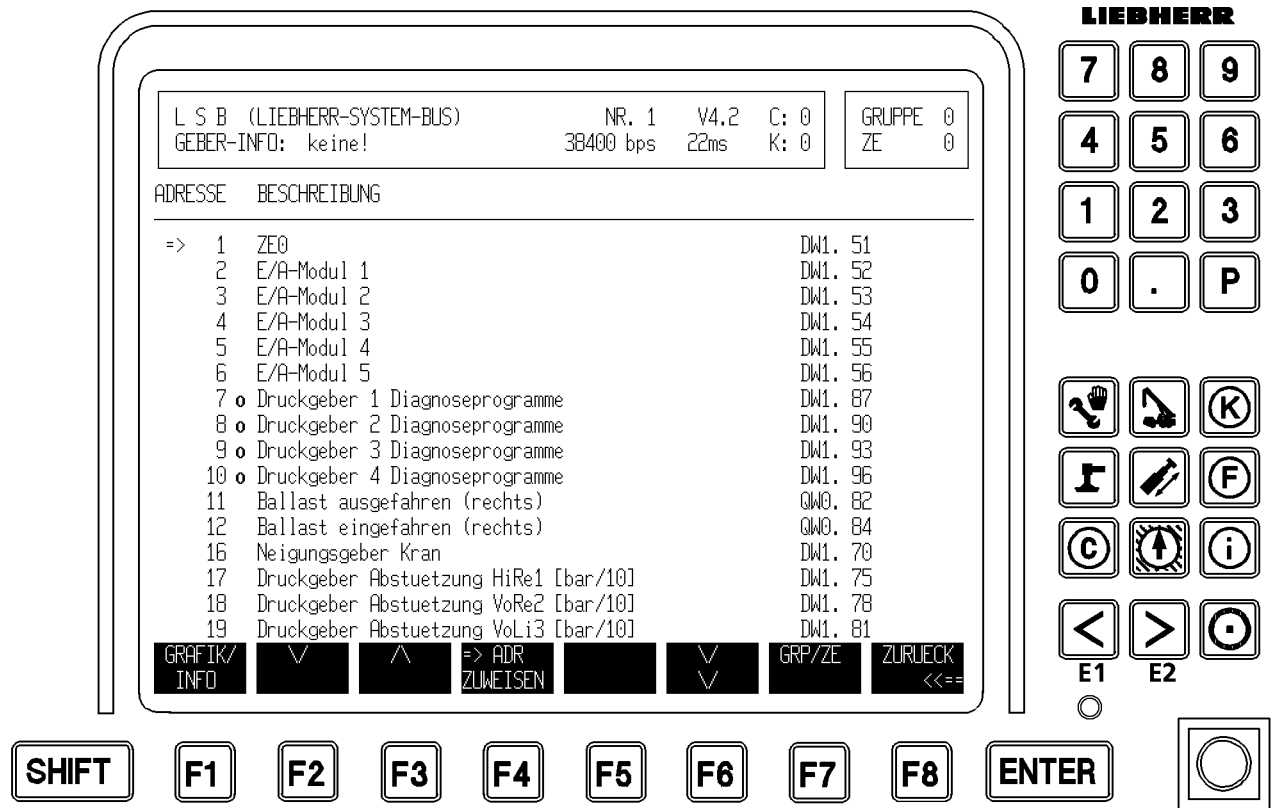 LIEBHERR
L S B (LIEBHERR-SYSTEM-BUS) NR. 1 V4.2 C: 0 GRUPPE 0
GEBER-INFO: keine! 38400 bps 22ms K: 0 ZE 0
ADRESSE BESCHREIBUNG
=> 1 ZE0 DW1. 51
2 E/A-Modul 1 DW1. 52
3 E/A-Modul 2 DW1. 53
4 E/A-Modul 3 DW1. 54
5 E/A-Modul 4 DW1. 55
6 E/A-Modul 5 DW1. 56
7 o Druckgeber 1 Diagnoseprogramme DW1. 87
8 o Druckgeber 2 Diagnoseprogramme DW1. 90
9 o Druckgeber 3 Diagnoseprogramme DW1. 93
10 o Druckgeber 4 Diagnoseprogramme DW1. 96
11 Ballast ausgefahren (rechts) QW0. 82
12 Ballast eingefahren (rechts) QW0. 84
16 Neigungsgeber Kran DW1. 70
17 Druckgeber Abstuetzung HiRe1 [bar/10] DW1. 75
18 Druckgeber Abstuetzung VoRe2 [bar/10] DW1. 78
19 Druckgeber Abstuetzung VoLi3 [bar/10] DW1. 81
GRAFIK/ \/ /\ => ADR \/ GRP/ZE ZURUECK
INFO ZUWEISEN \/ <<==
7 8 9
4 5 6
1 2 3
0 . P
K
F
C i
< >
E1 E2
SHIFT F1 F2 F3 F4 F5 F6 F7 F8 ENTER